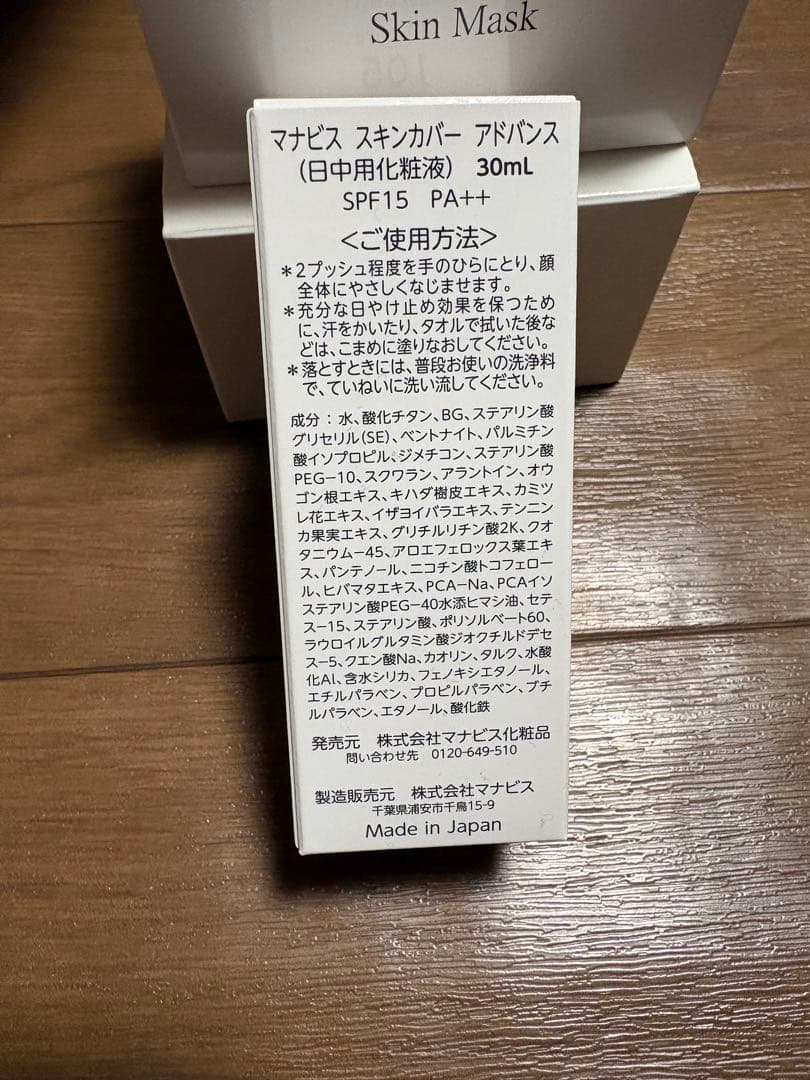 Skin Mask
マナビス スキンカバー アドバンス
(日中用化粧液) 30mL
SPF15 PA++
<ご使用方法>
*2プッシュ程度を手のひらにとり、顔
全体にやさしくなじませます。
*充分な日やけ止め効果を保つため
に、汗をかいたり、タオルで拭いた後な
どは、こまめに塗りなおしてください。
*落とすときには、普段お使いの洗浄料
で、ていねいに洗い流してください。
成分:水、酸化チタン、BG、ステアリン酸
グリセリル(SE)、ベントナイト、パルミチン
酸イソプロピル、ジメチコン、ステアリン酸
PEG-10、スクワラン、アラントイン、オウ
ゴン根エキス、キハダ樹皮エキス、カミツ
レ花エキス、イザヨイバラエキス、テンニン
カ果実エキス、グリチルリチン酸2K、クオ
タニウム-45、アロエフェロックス葉エキ
ス、パンテノール、ニコチン酸トコフェロー
ル、ヒバマタエキス、PCA-Na、PCAイソ
ステアリン酸PEG-40水添ヒマシ油、セテ
ス-15、ステアリン酸、ポリソルベート60、
ラウロイルグルタミン酸ジオクチルドデセ
ス-5、クエン酸Na、カオリン、タルク、水酸
化Al、含水シリカ、フェノキシエタノール、
エチルパラベン、プロピルパラベン、ブチ
ルパラベン、エタノール、酸化鉄
発売元 株式会社マナビス化粧品
問い合わせ先 0120-649-510
製造販売元 株式会社マナビス
千葉県浦安市千鳥15-9
Made in Japan